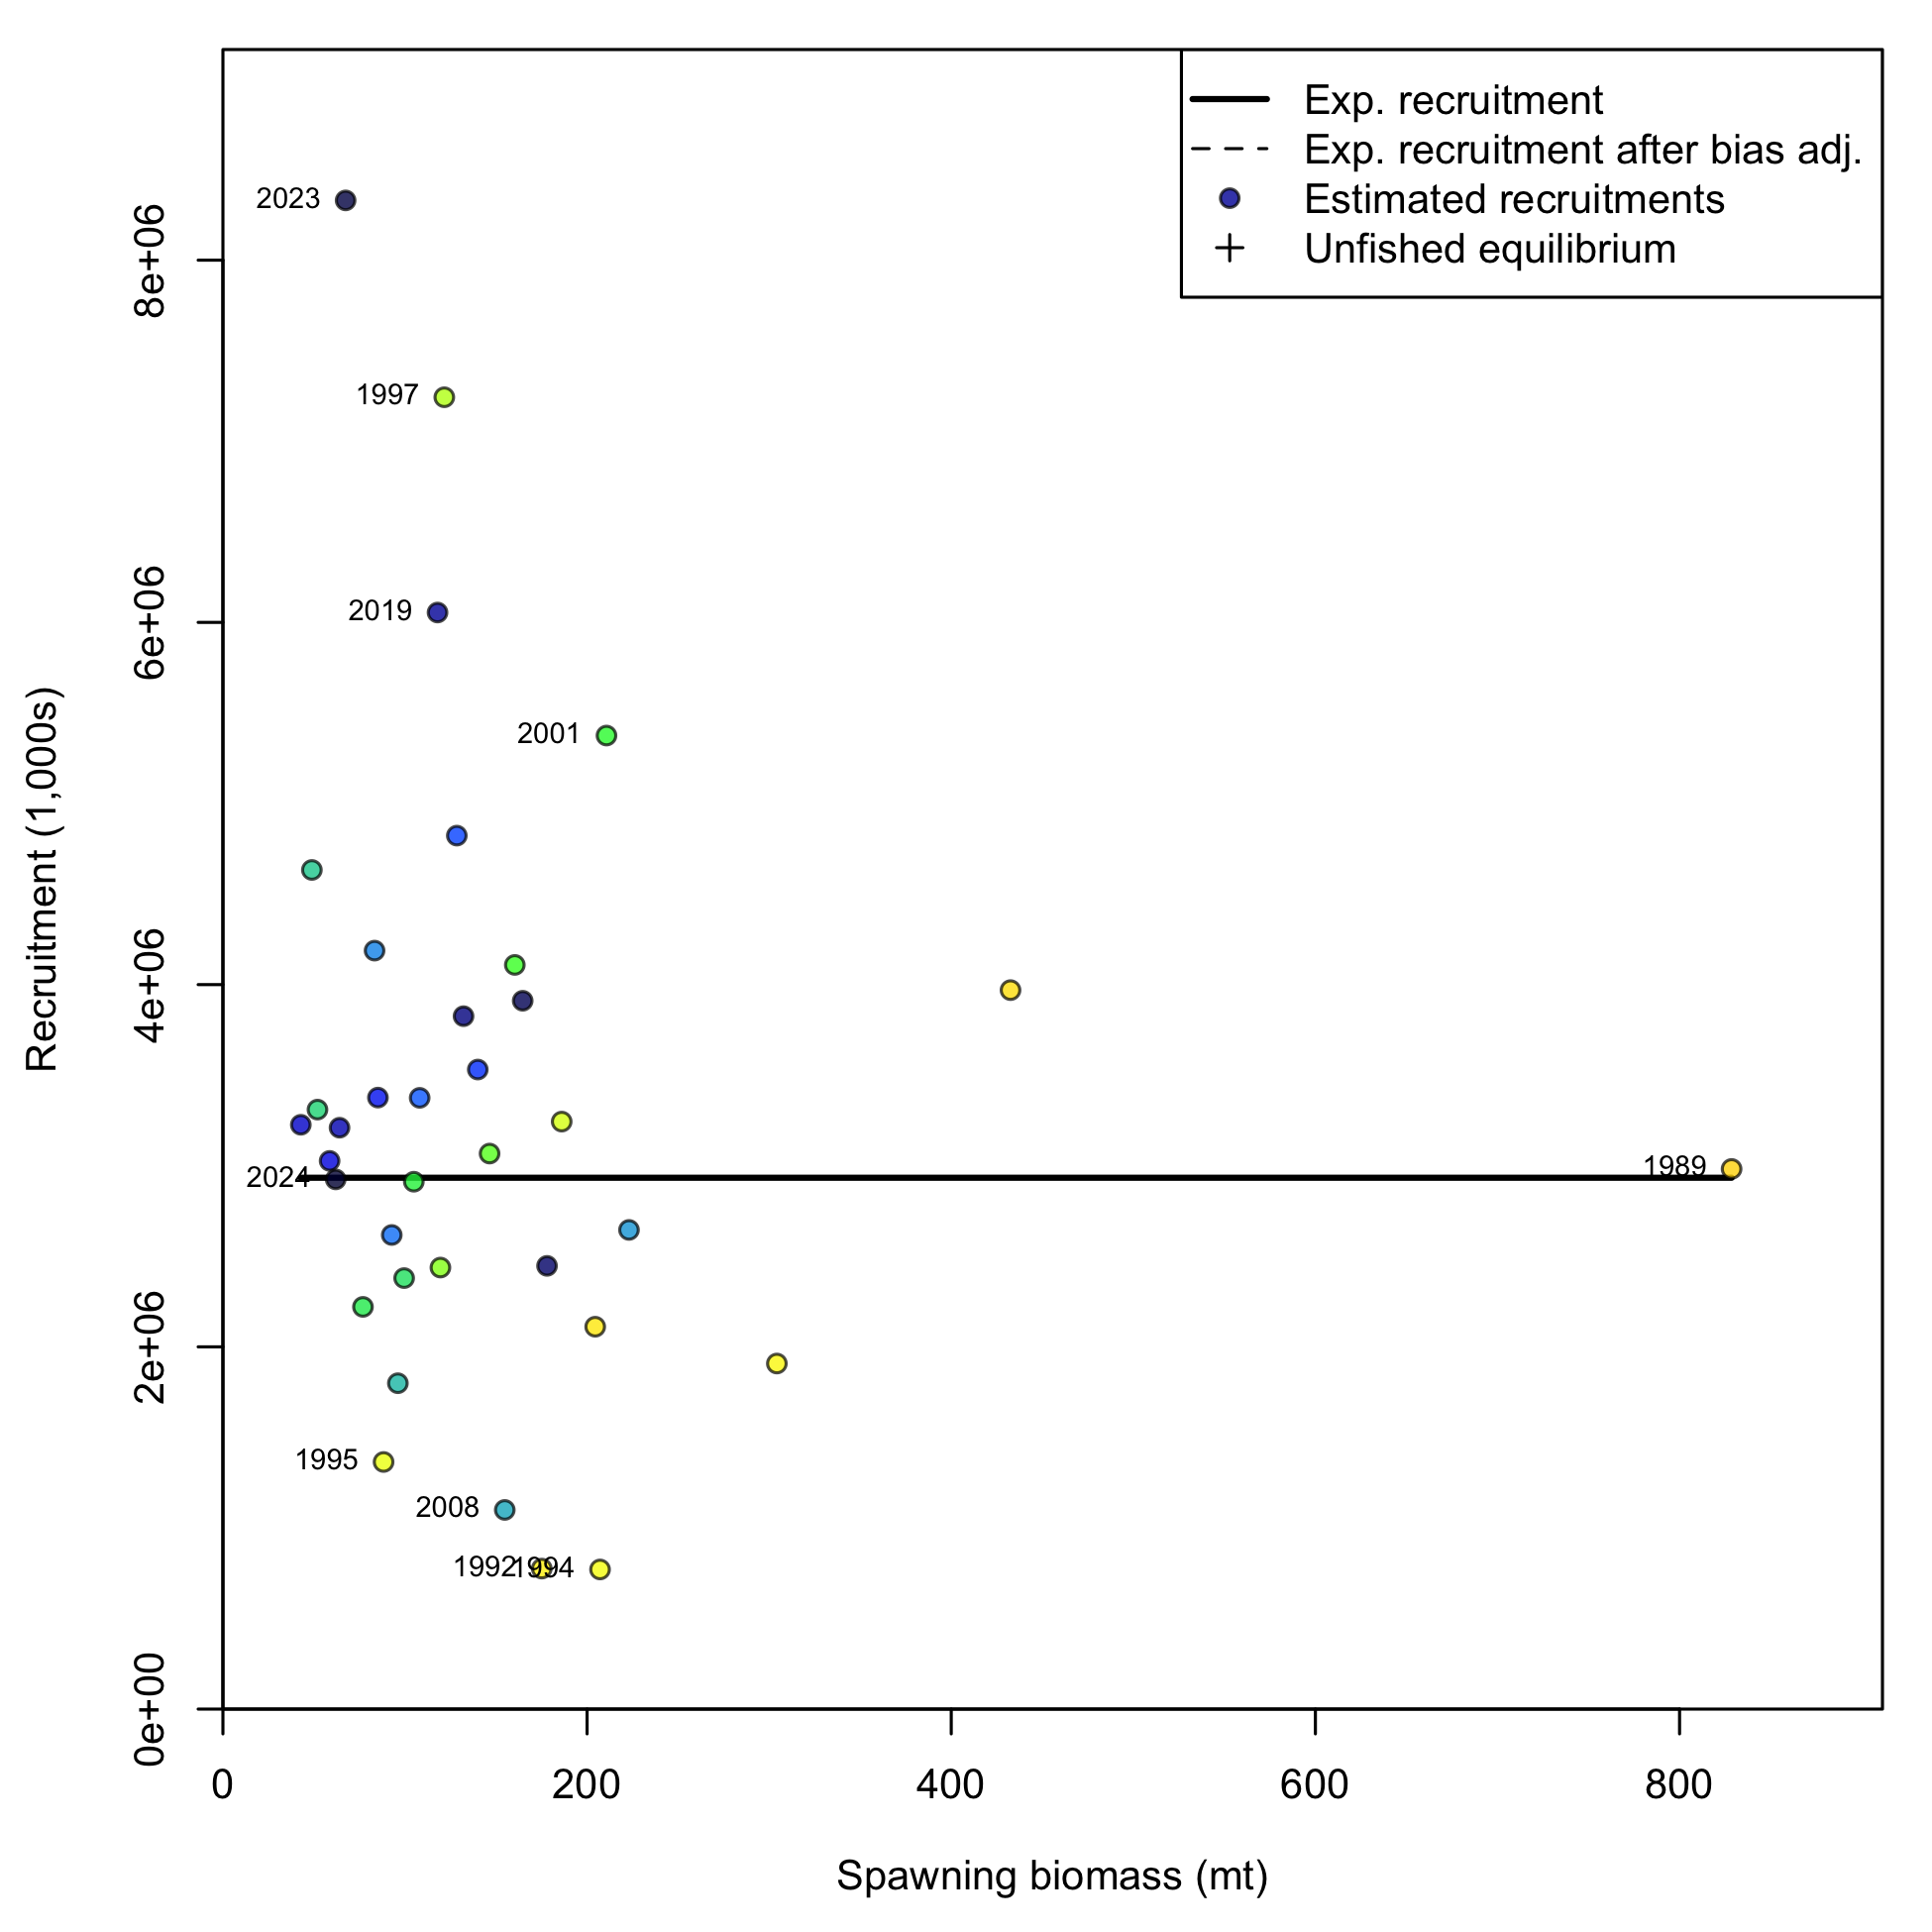 Exp. recruitment
Exp. recruitment after bias adj.
Estimated recruitments
Unfished equilibrium
2023
1997
2019
2001
2024
1989
1995
2008
1992
1994
8e+06
6e+06
4e+06
2e+06
0e+00
Recruitment (1,000s)
0 200 400 600 800
Spawning biomass (mt)